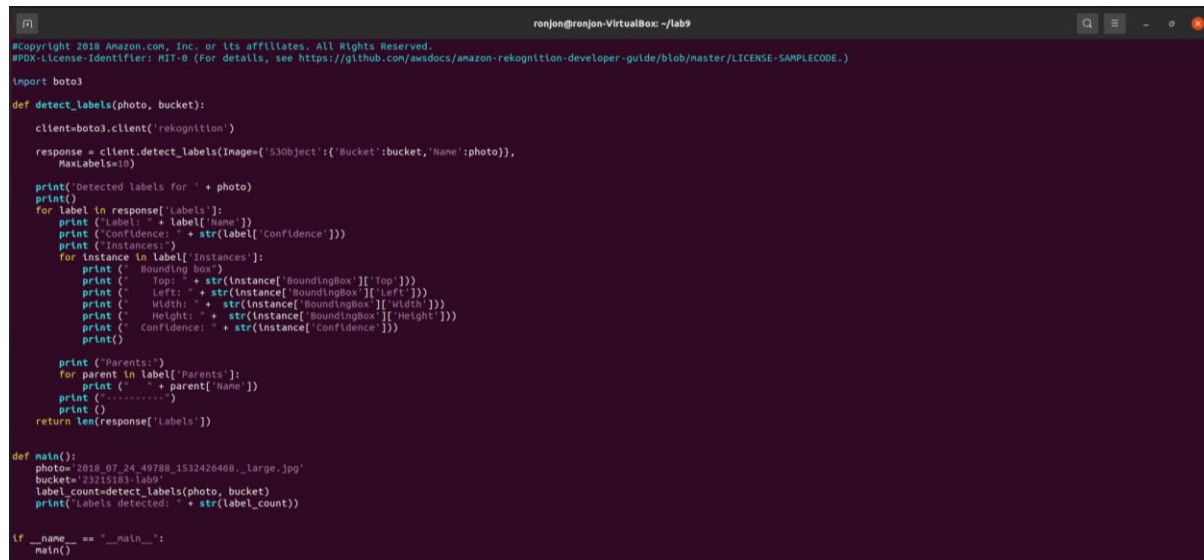 ronjon@ronjon-VirtualBox: ~/lab9
#Copyright 2018 Amazon.com, Inc. or its affiliates. All Rights Reserved.
#PDX-License-Identifier: MIT-0 (For details, see https://github.com/awsdocs/amazon-rekognition-developer-guide/blob/master/LICENSE-SAMPLECODE.)
import boto3
def detect_labels(photo, bucket):
    client=boto3.client('rekognition')
    response = client.detect_labels(Image={'S3Object':{'Bucket':bucket,'Name':photo}},
        MaxLabels=10)
    print('Detected labels for ' + photo)
    print()
    for label in response['Labels']:
        print ("Label: " + label['Name'])
        print ("Confidence: " + str(label['Confidence']))
        print ("Instances:")
        for instance in label['Instances']:
            print ("  Bounding box")
            print ("    Top: " + str(instance['BoundingBox']['Top']))
            print ("    Left: " + str(instance['BoundingBox']['Left']))
            print ("    Width: " +  str(instance['BoundingBox']['Width']))
            print ("    Height: " +  str(instance['BoundingBox']['Height']))
            print ("  Confidence: " + str(instance['Confidence']))
            print()
        print ("Parents:")
        for parent in label['Parents']:
            print ("   " + parent['Name'])
        print ("----------")
        print ()
    return len(response['Labels'])
def main():
    photo='2018_07_24_49788_1532426468._large.jpg'
    bucket='23215183-lab9'
    label_count=detect_labels(photo, bucket)
    print("Labels detected: " + str(label_count))
if __name__ == "__main__":
    main()